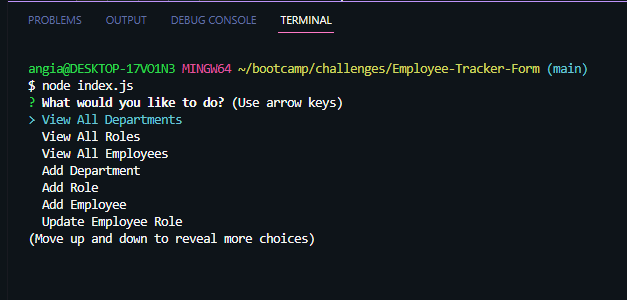 PROBLEMS OUTPUT DEBUG CONSOLE TERMINAL
angia@DESKTOP-17VO1N3 MINGW64 ~/bootcamp/challenges/Employee-Tracker-Form (main)
$ node index.js
? What would you like to do? (Use arrow keys)
> View All Departments
View All Roles
View All Employees
Add Department
Add Role
Add Employee
Update Employee Role
(Move up and down to reveal more choices)